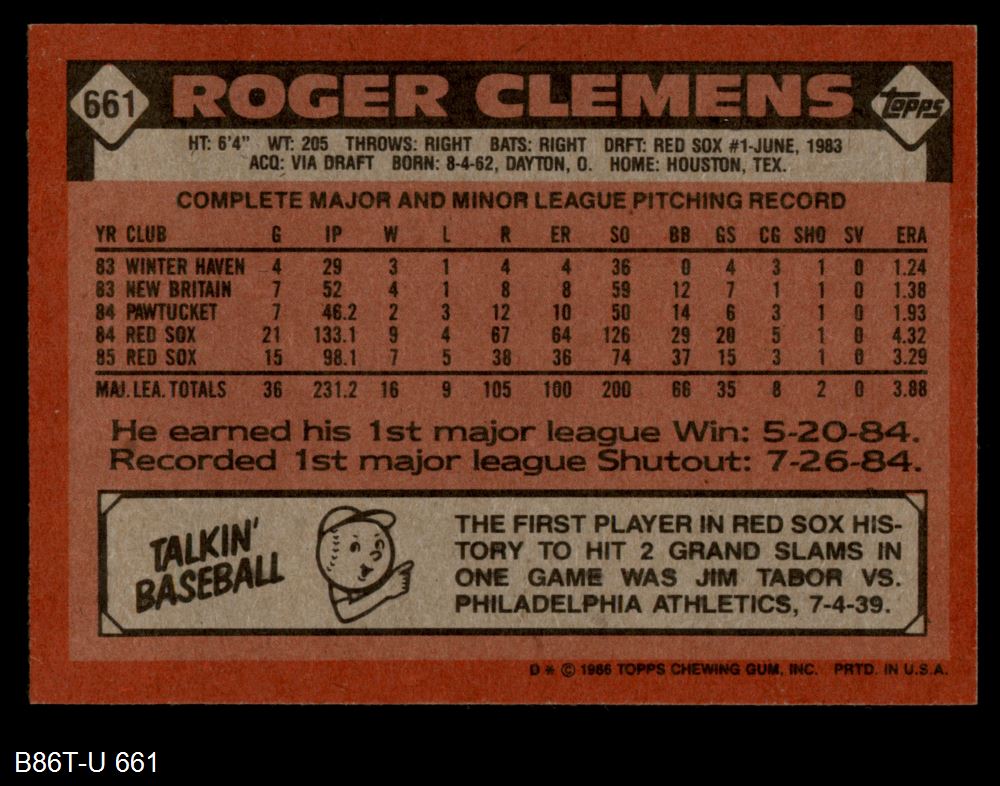 661 ROGER CLEMENS Topps
HT: 6'4" WT: 205 THROWS: RIGHT BATS: RIGHT DRFT: RED SOX #1-JUNE, 1983
ACQ: VIA DRAFT BORN: 8-4-62, DAYTON, O. HOME: HOUSTON, TEX.
COMPLETE MAJOR AND MINOR LEAGUE PITCHING RECORD
YR CLUB G IP W L R ER SO BB GS CG SHO SV ERA
83 WINTER HAVEN 4 29 3 1 4 4 36 0 4 3 1 0 1.24
83 NEW BRITAIN 7 52 4 1 8 8 59 12 7 1 1 0 1.38
84 PAWTUCKET 7 46.2 2 3 12 10 50 14 6 3 1 0 1.93
84 RED SOX 21 133.1 9 4 67 64 126 29 20 5 1 0 4.32
85 RED SOX 15 98.1 7 5 38 36 74 37 15 3 1 0 3.29
MAJ. LEA. TOTALS 36 231.2 16 9 105 100 200 66 35 8 2 0 3.88
He earned his 1st major league Win: 5-20-84.
Recorded 1st major league Shutout: 7-26-84.
TALKIN'
BASEBALL
THE FIRST PLAYER IN RED SOX HIS-
TORY TO HIT 2 GRAND SLAMS IN
ONE GAME WAS JIM TABOR VS.
PHILADELPHIA ATHLETICS, 7-4-39.
D * © 1986 TOPPS CHEWING GUM, INC. PRTD. IN U.S.A.
B86T-U 661